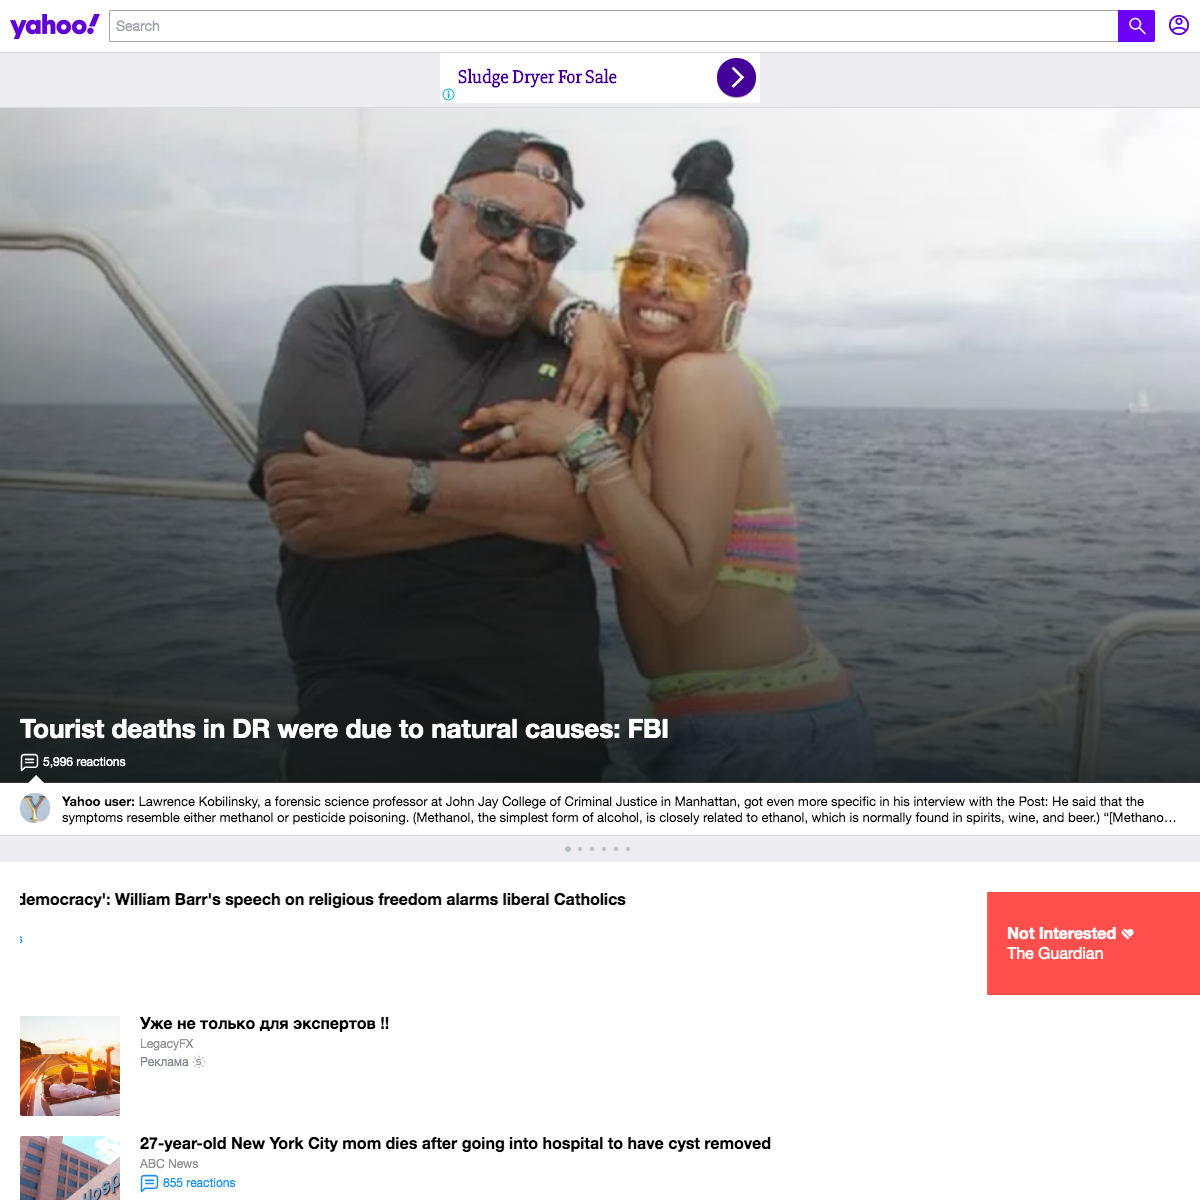 yahoo!
Search
Sludge Dryer For Sale
Tourist deaths in DR were due to natural causes: FBI
5,996 reactions
Yahoo user: Lawrence Kobilinsky, a forensic science professor at John Jay College of Criminal Justice in Manhattan, got even more specific in his interview with the Post: He said that the
symptoms resemble either methanol or pesticide poisoning. (Methanol, the simplest form of alcohol, is closely related to ethanol, which is normally found in spirits, wine, and beer.) “[Methano…
democracy': William Barr's speech on religious freedom alarms liberal Catholics
s
Not Interested
The Guardian
Уже не только для экспертов !!
LegacyFX
Реклама
27-year-old New York City mom dies after going into hospital to have cyst removed
ABC News
855 reactions
Hosp